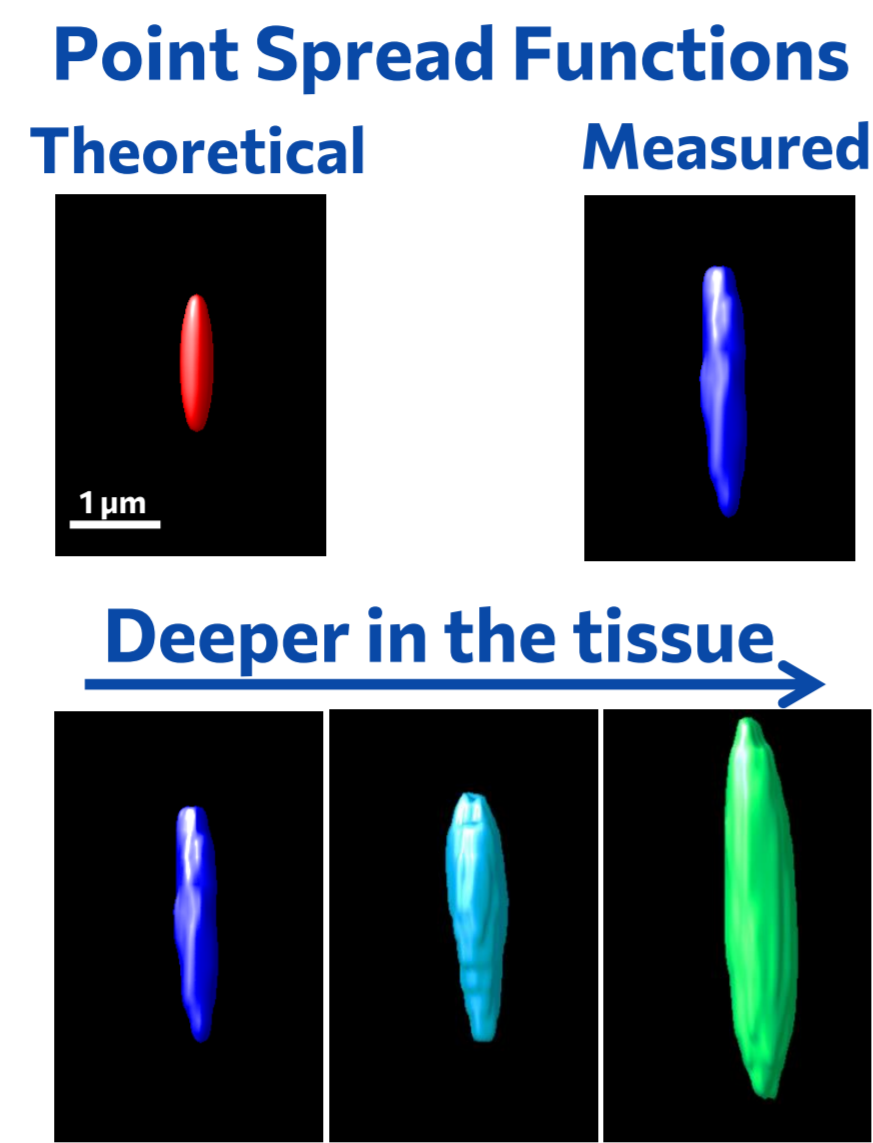 Point Spread Functions
Theoretical
Measured
1 µm
Deeper in the tissue